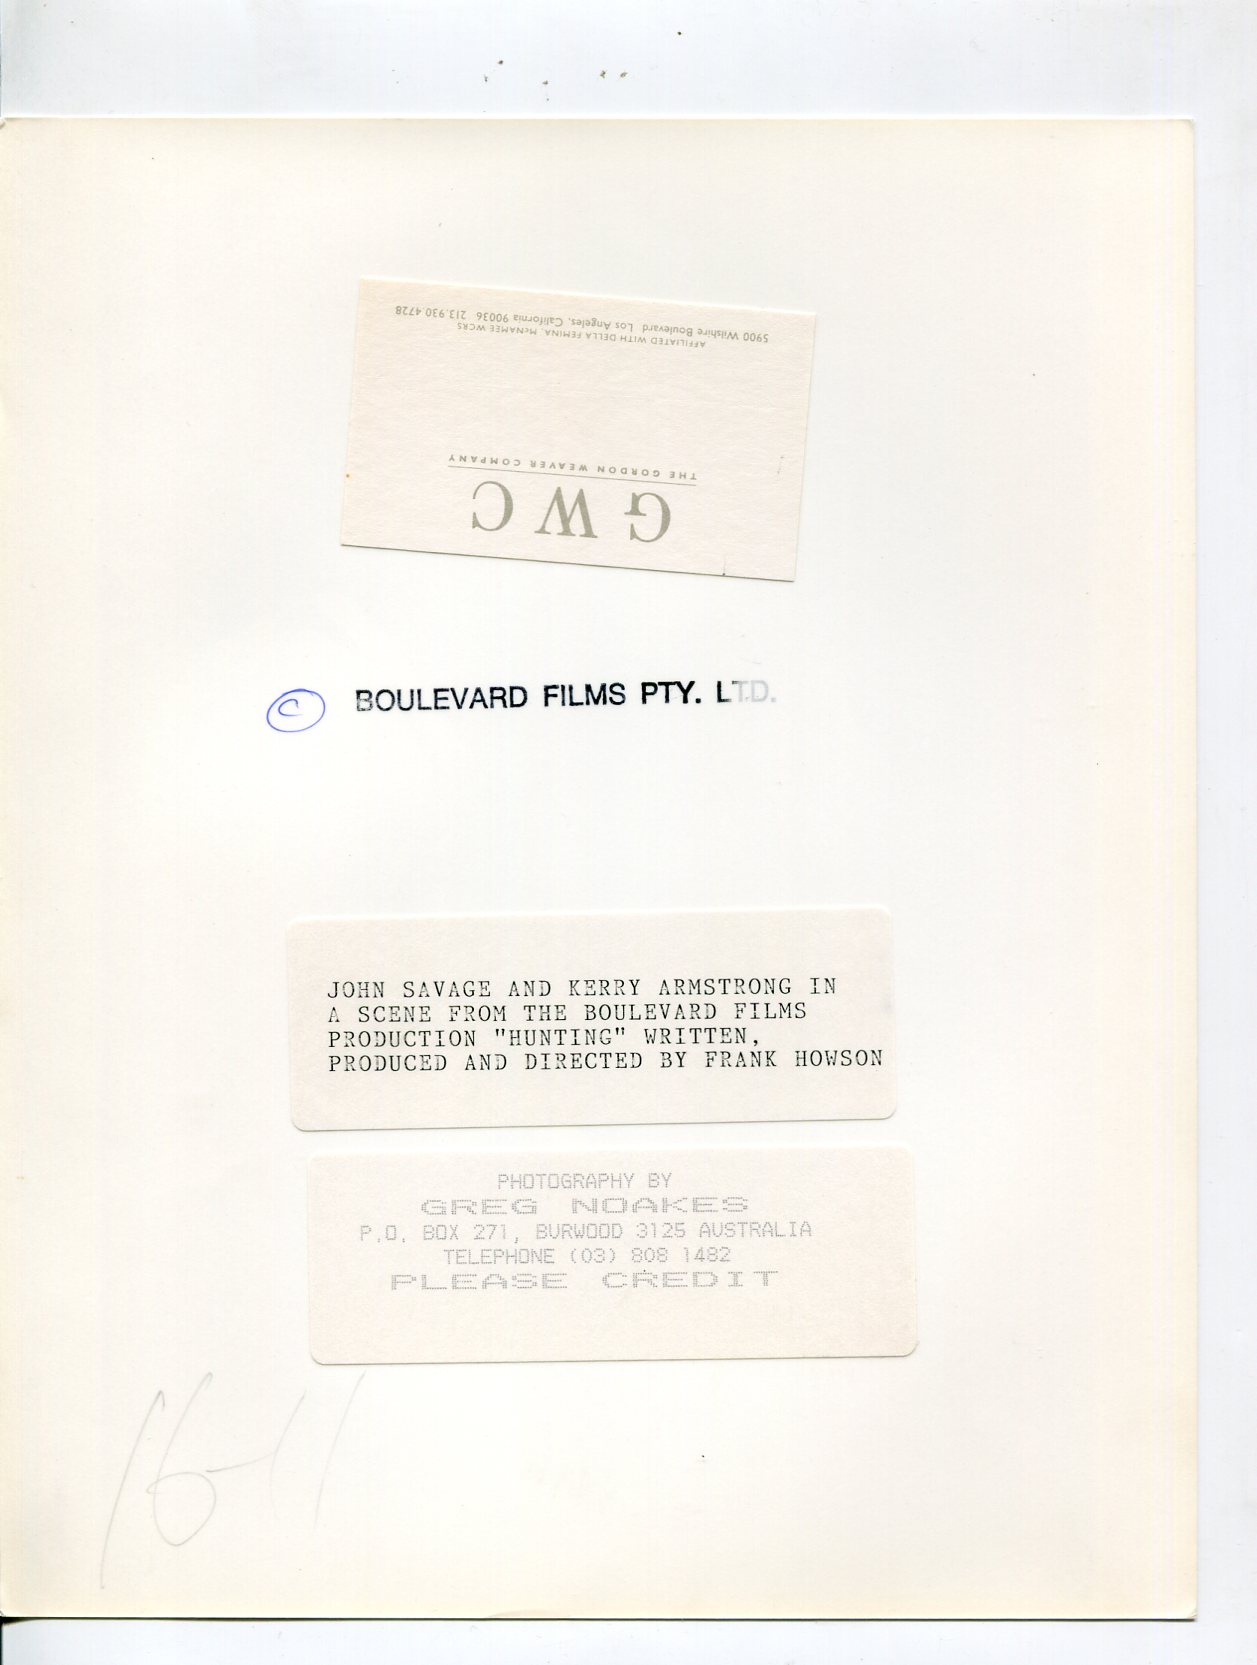 GWC
THE GORDON WEAVER COMPANY
AFFILIATED WITH DELLA FEMINA, McNAMEE WCRS
5900 Wilshire Boulevard Los Angeles, California 90036 213.930.4728
© BOULEVARD FILMS PTY. LTD.
JOHN SAVAGE AND KERRY ARMSTRONG IN
A SCENE FROM THE BOULEVARD FILMS
PRODUCTION "HUNTING" WRITTEN,
PRODUCED AND DIRECTED BY FRANK HOWSON
PHOTOGRAPHY BY
GREG NOAKES
P.O. BOX 271, BURWOOD 3125 AUSTRALIA
TELEPHONE (03) 808 1482
PLEASE CREDIT
16-11